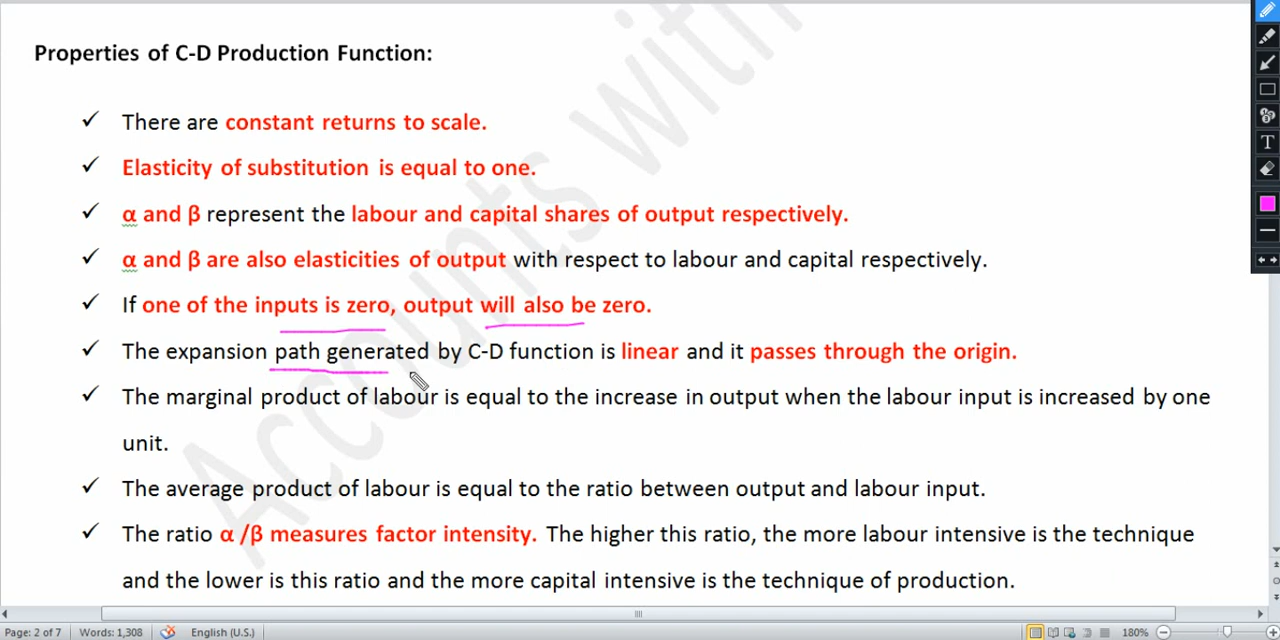 Properties of C-D Production Function:
✓ There are constant returns to scale.
✓ Elasticity of substitution is equal to one.
✓ α and β represent the labour and capital shares of output respectively.
✓ α and β are also elasticities of output with respect to labour and capital respectively.
✓ If one of the inputs is zero, output will also be zero.
✓ The expansion path generated by C-D function is linear and it passes through the origin.
✓ The marginal product of labour is equal to the increase in output when the labour input is increased by one
unit.
✓ The average product of labour is equal to the ratio between output and labour input.
✓ The ratio α /β measures factor intensity. The higher this ratio, the more labour intensive is the technique
and the lower is this ratio and the more capital intensive is the technique of production.
Accounts with
T
Page: 2 of 7 Words: 1,308 English (U.S.) 180%